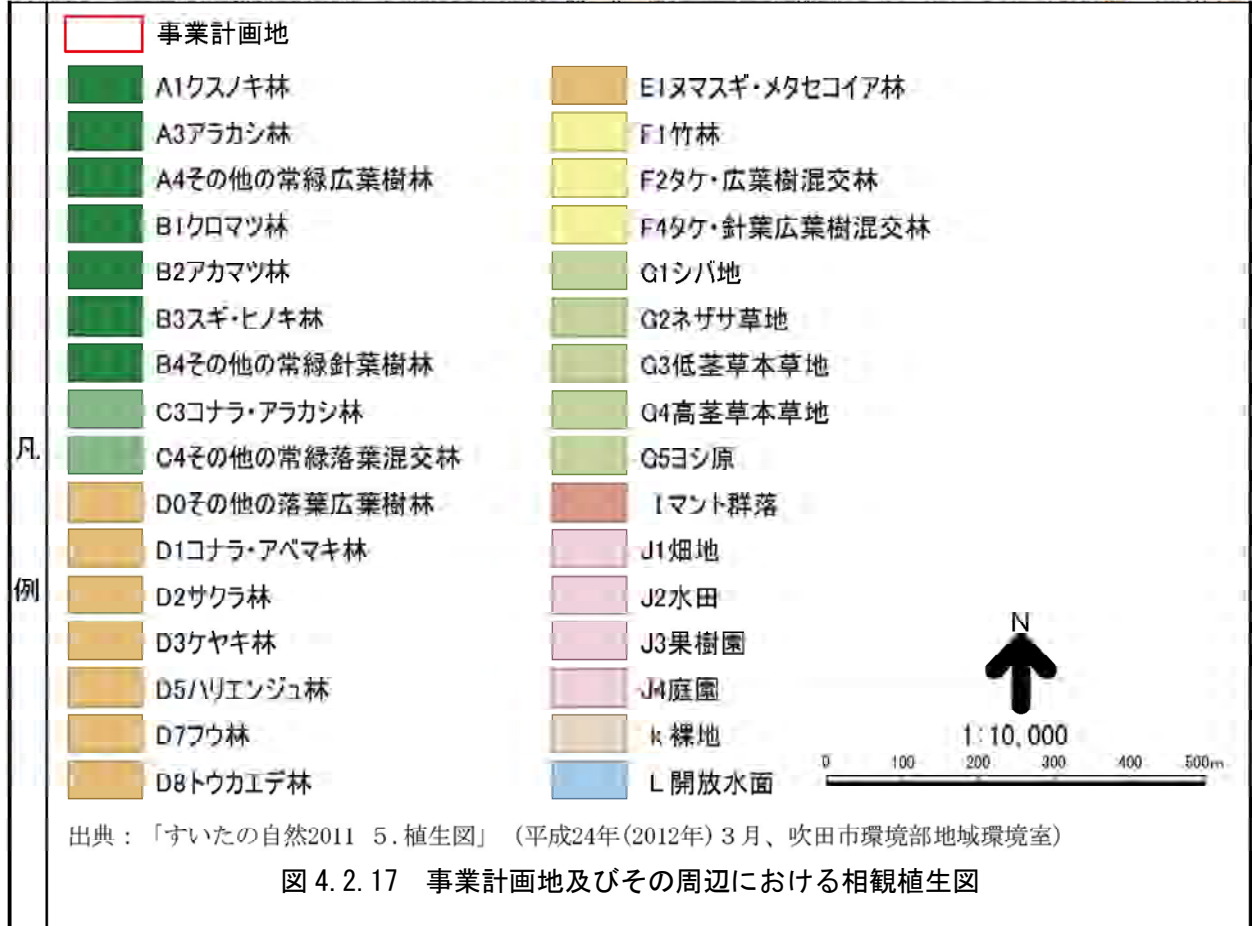 凡例
事業計画地
A1クスノキ林
A3アラカシ林
A4その他の常緑広葉樹林
B1クロマツ林
B2アカマツ林
B3スギ・ヒノキ林
B4その他の常緑針葉樹林
C3コナラ・アラカシ林
C4その他の常緑落葉混交林
D0その他の落葉広葉樹林
D1コナラ・アベマキ林
D2サクラ林
D3ケヤキ林
D5ハリエンジュ林
D7フウ林
D8トウカエデ林
E1ヌマスギ・メタセコイア林
F1竹林
F2タケ・広葉樹混交林
F4タケ・針葉広葉樹混交林
G1シバ地
G2ネザサ草地
G3低茎草本草地
G4高茎草本草地
G5ヨシ原
Iマント群落
J1畑地
J2水田
J3果樹園
J4庭園
k裸地
L開放水面
N
1:10,000
0 100 200 300 400 500m
出典：「すいたの自然2011 5.植生図」（平成24年(2012年)３月、吹田市環境部地域環境室）
図4.2.17 事業計画地及びその周辺における相観植生図